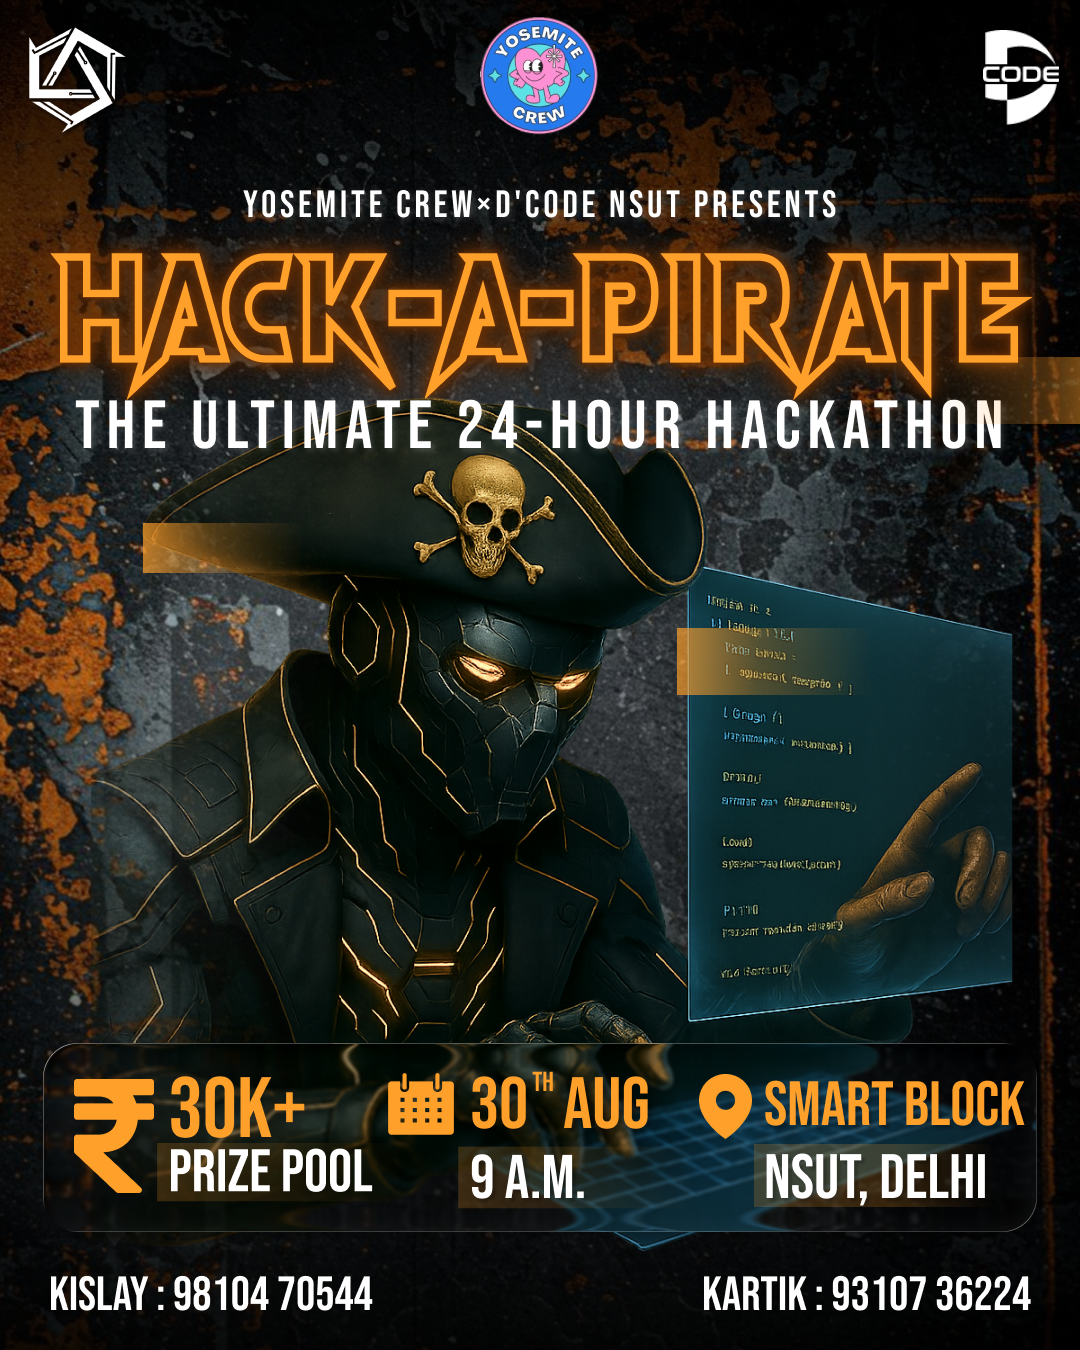 YOSEMITE
CREW
CODE
YOSEMITE CREW×D'CODE NSUT PRESENTS
HACK-A-PIRATE
THE ULTIMATE 24-HOUR HACKATHON
₹ 30K+
PRIZE POOL
30TH AUG
9 A.M.
SMART BLOCK
NSUT, DELHI
KISLAY : 98104 70544
KARTIK : 93107 36224